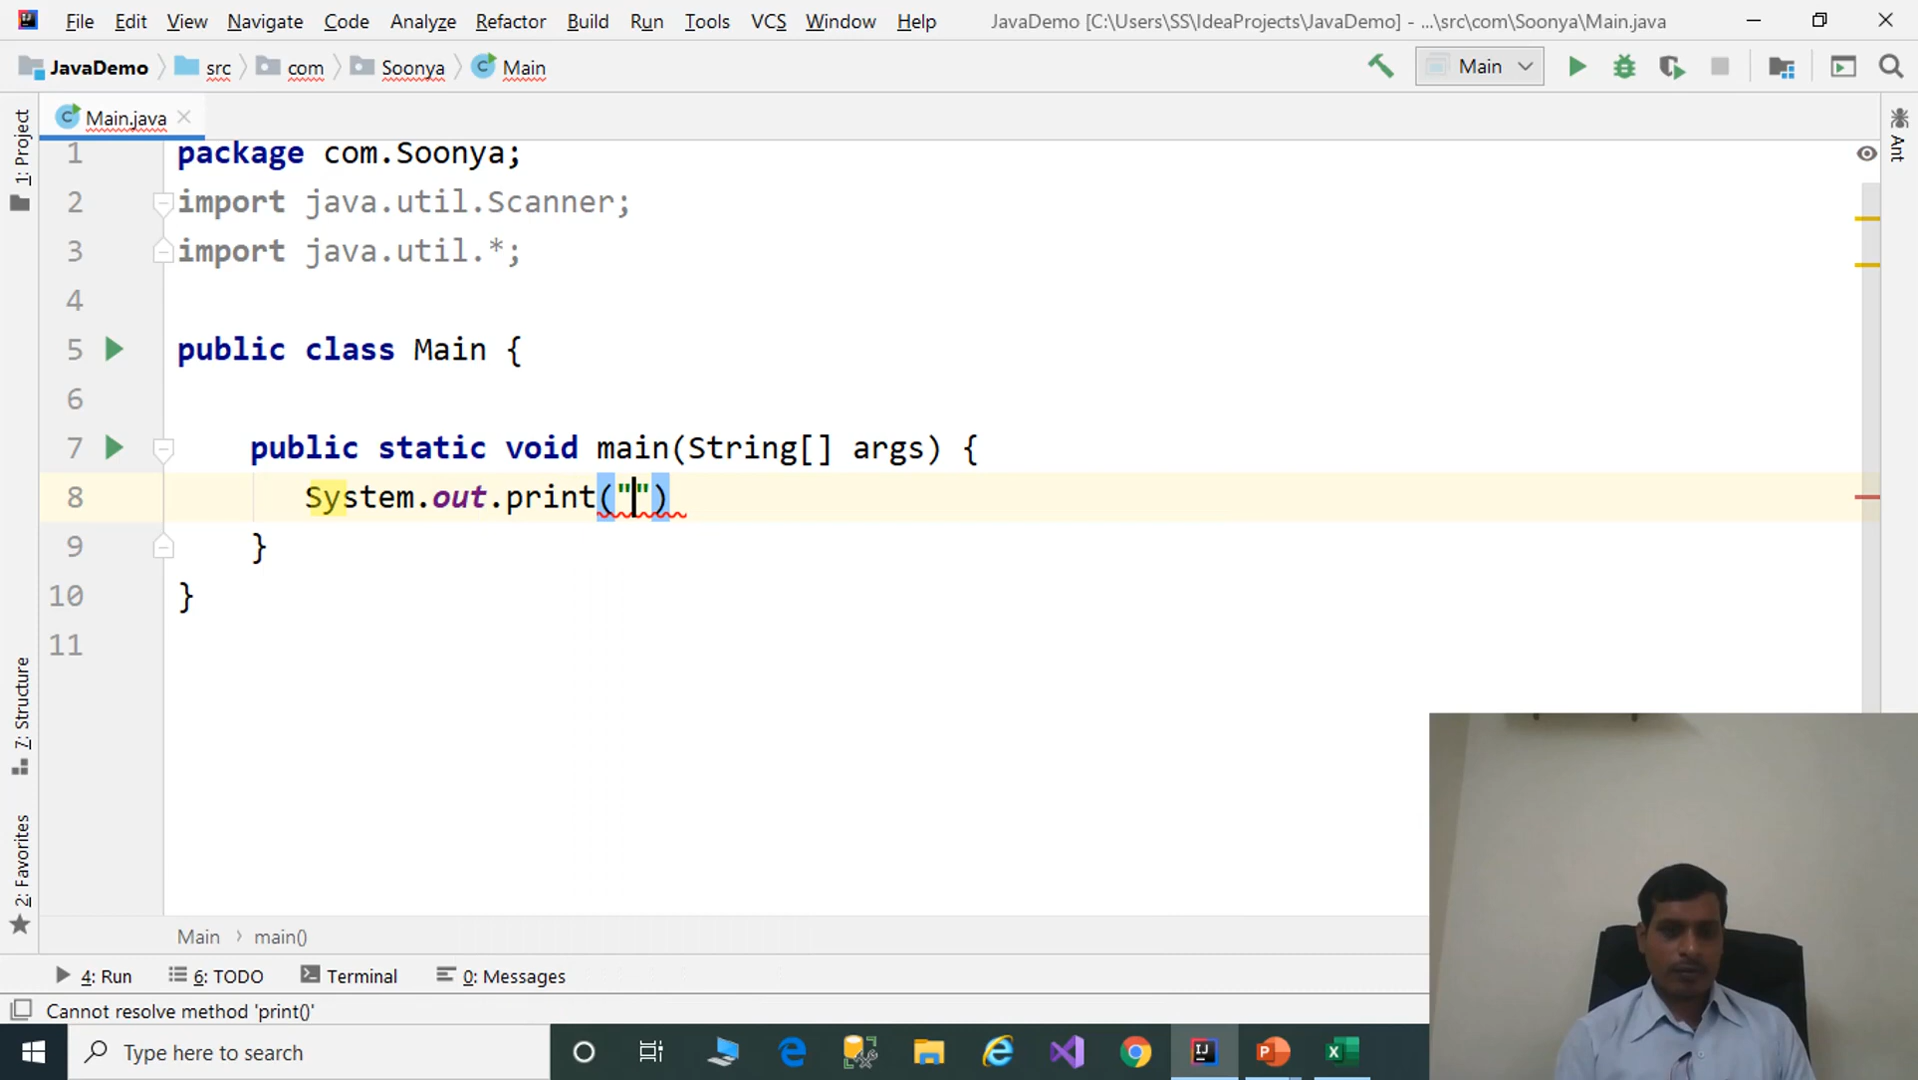 File Edit View Navigate Code Analyze Refactor Build Run Tools VCS Window Help JavaDemo [C:\Users\SS\IdeaProjects\JavaDemo] - ...\src\com\Soonya\Main.java
JavaDemo src com Soonya Main Main
Main.java
1: Project
Ant
1 package com.Soonya;
2 import java.util.Scanner;
3 import java.util.*;
4
5 public class Main {
6
7 public static void main(String[] args) {
8 System.out.print("")
9 }
10 }
11
7: Structure
2: Favorites
Main main()
4: Run 6: TODO Terminal 0: Messages
Cannot resolve method 'print()'
Type here to search